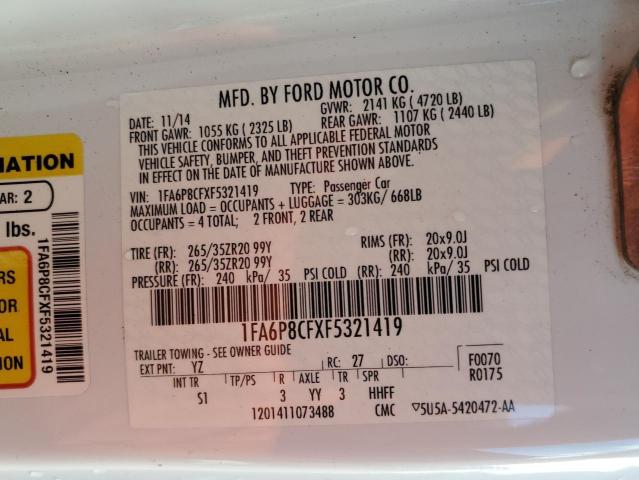 MFD. BY FORD MOTOR CO.
DATE: 11/14 GVWR: 2141 KG ( 4720 LB)
FRONT GAWR: 1055 KG ( 2325 LB) REAR GAWR: 1107 KG ( 2440 LB)
THIS VEHICLE CONFORMS TO ALL APPLICABLE FEDERAL MOTOR
VEHICLE SAFETY, BUMPER, AND THEFT PREVENTION STANDARDS
IN EFFECT ON THE DATE OF MANUFACTURE SHOWN ABOVE.
VIN: 1FA6P8CFXF5321419 TYPE: Passenger Car
MAXIMUM LOAD = OCCUPANTS + LUGGAGE = 303KG/ 668LB
OCCUPANTS = 4 TOTAL; 2 FRONT, 2 REAR
TIRE (FR): 265/35ZR20 99Y RIMS (FR): 20x9.0J
(RR): 265/35ZR20 99Y (RR): 20x9.0J
PRESSURE (FR): 240 kPa/ 35 PSI COLD (RR): 240 kPa/ 35 PSI COLD
1FA6P8CFXF5321419
TRAILER TOWING - SEE OWNER GUIDE
EXT PNT: YZ RC: 27 DSO: F0070
R0175
INT TR TP/PS R AXLE TR SPR
S1 3 YY 3 HHFF
1201411073488 CMC ▽5U5A-5420472-AA
MATION
AR: 2
lbs.
RS
OR
AL
TION
1FA6P8CFXF5321419